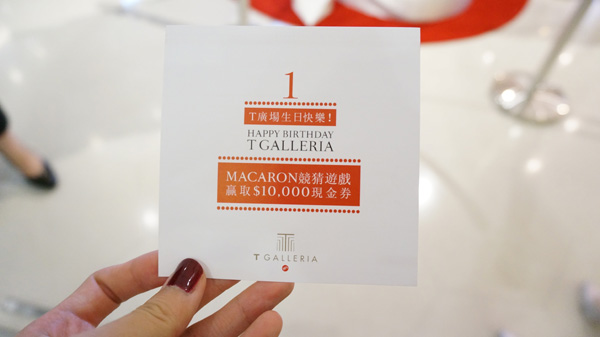 1
T廣場生日快樂！
HAPPY BIRTHDAY
T GALLERIA
MACARON競猜遊戲
贏取$10,000現金券
T GALLERIA